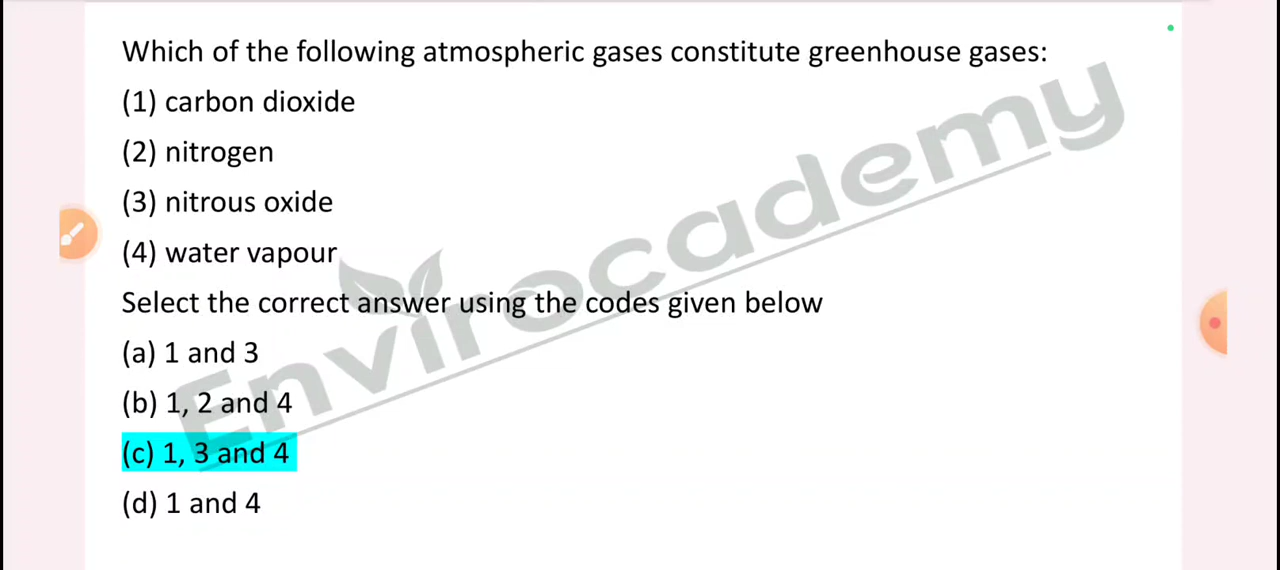 Which of the following atmospheric gases constitute greenhouse gases:
(1) carbon dioxide
(2) nitrogen
(3) nitrous oxide
(4) water vapour
Select the correct answer using the codes given below
(a) 1 and 3
(b) 1, 2 and 4
(c) 1, 3 and 4
(d) 1 and 4
Envirocademy